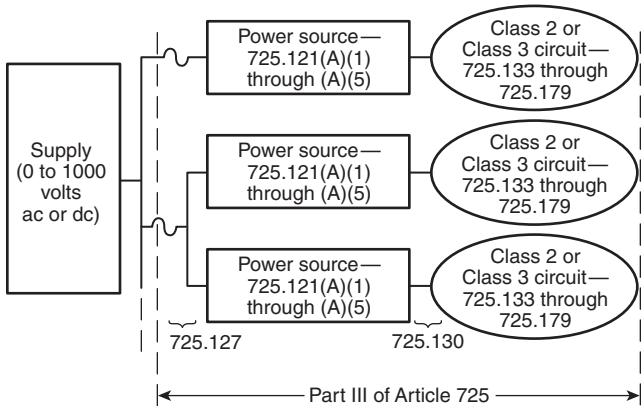 Supply
(0 to 1000
volts
ac or dc)
Power source—
725.121(A)(1)
through (A)(5)
Class 2 or
Class 3 circuit—
725.133 through
725.179
Power source—
725.121(A)(1)
through (A)(5)
Class 2 or
Class 3 circuit—
725.133 through
725.179
Power source—
725.121(A)(1)
through (A)(5)
Class 2 or
Class 3 circuit—
725.133 through
725.179
725.127
725.130
Part III of Article 725